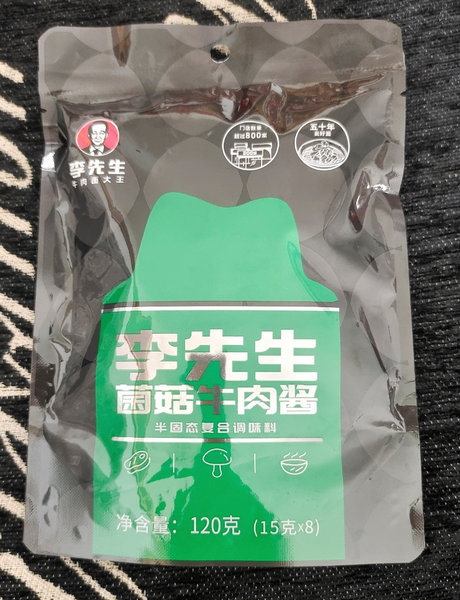 李先生
牛肉面大王
门店数量
超过800家
五十年
卖好面
李先生
菌菇牛肉酱
半固态复合调味料
净含量：120克（15克x8）